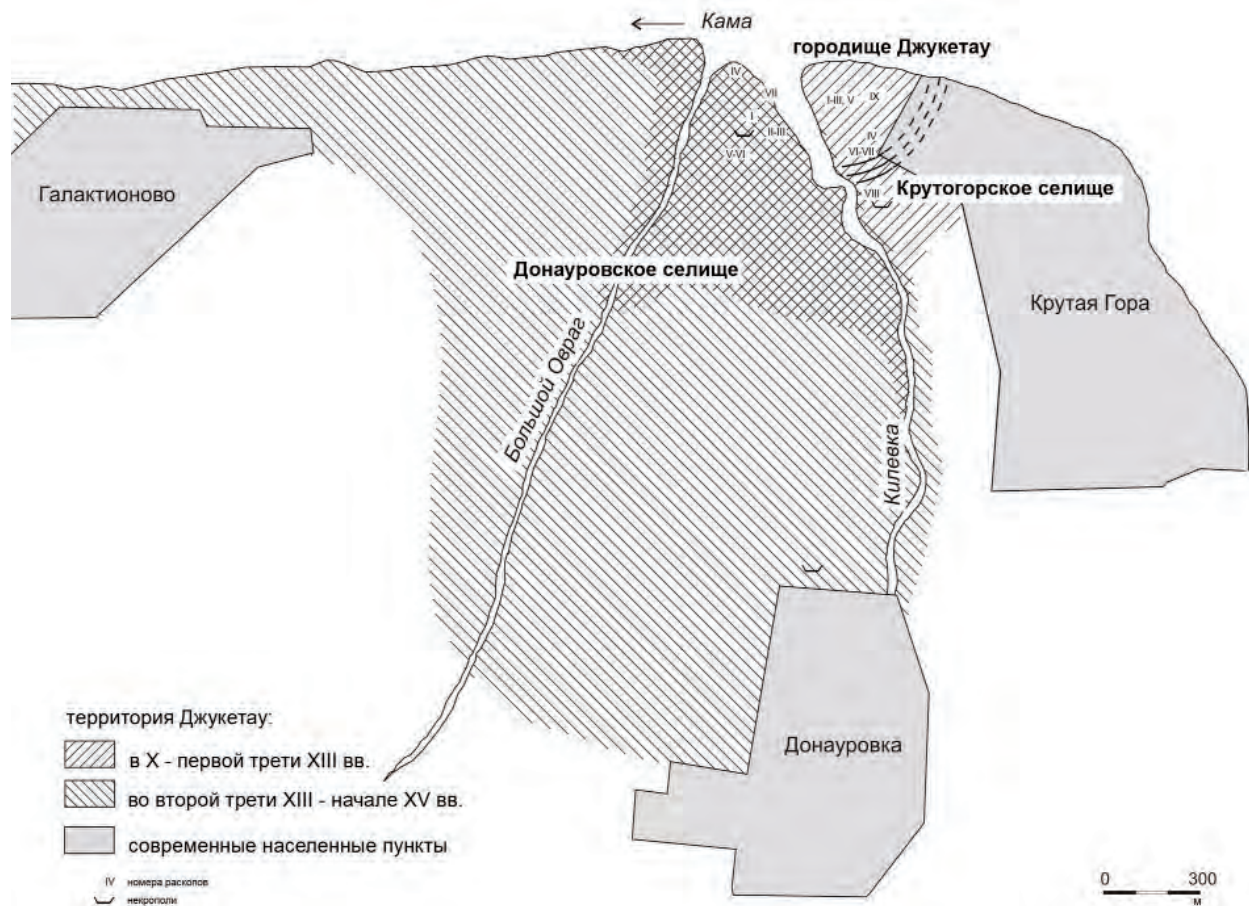 Кама
городище Джукетау
IV
VII
I
II-III
V-VI
I-III, V
IX
IV
VI-VII
VIII
Крутогорское селище
Галактионово
Донауровское селище
Крутая Гора
Большой Овраг
Килевка
Донауровка
территория Джукетау:
в X - первой трети XIII вв.
во второй трети XIII - начале XV вв.
современные населенные пункты
IV номера раскопов
некрополи
0 300
м